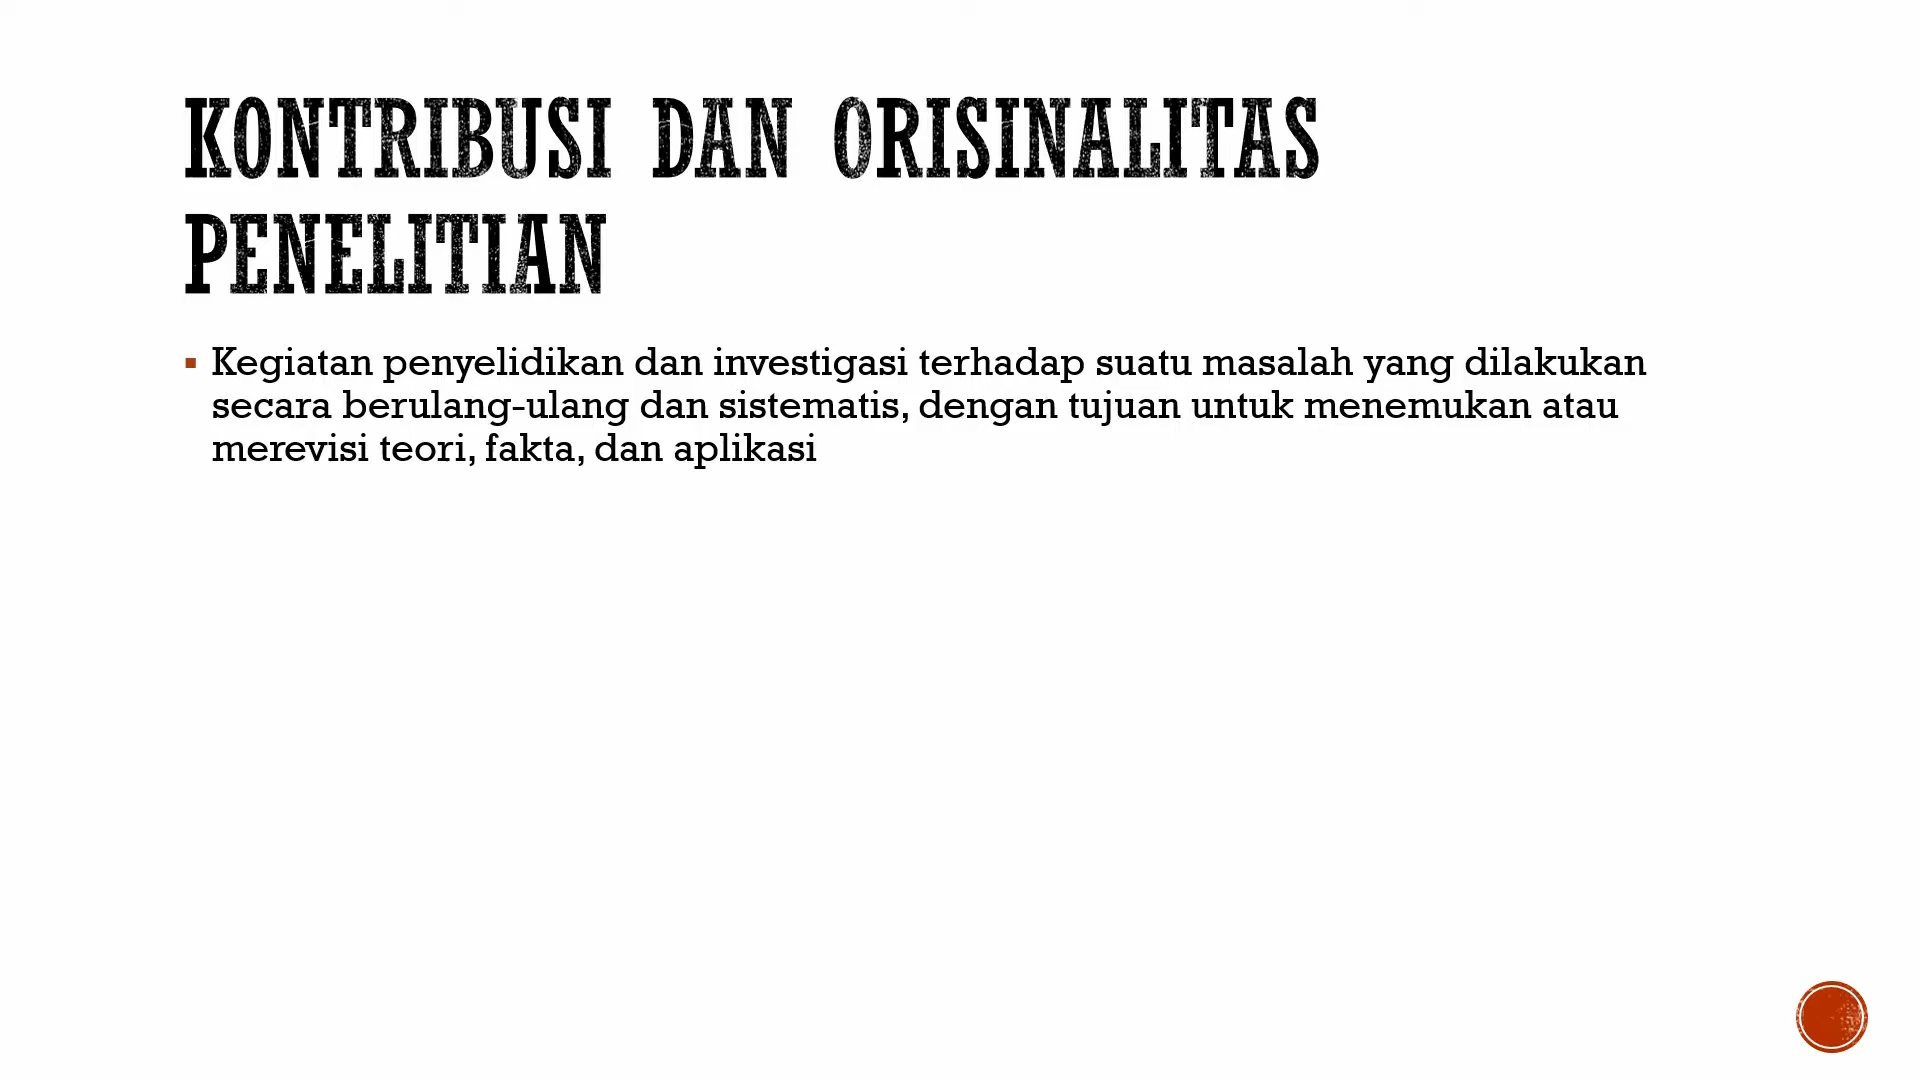 KONTRIBUSI DAN ORISINALITAS
PENELITIAN
▪ Kegiatan penyelidikan dan investigasi terhadap suatu masalah yang dilakukan
secara berulang-ulang dan sistematis, dengan tujuan untuk menemukan atau
merevisi teori, fakta, dan aplikasi